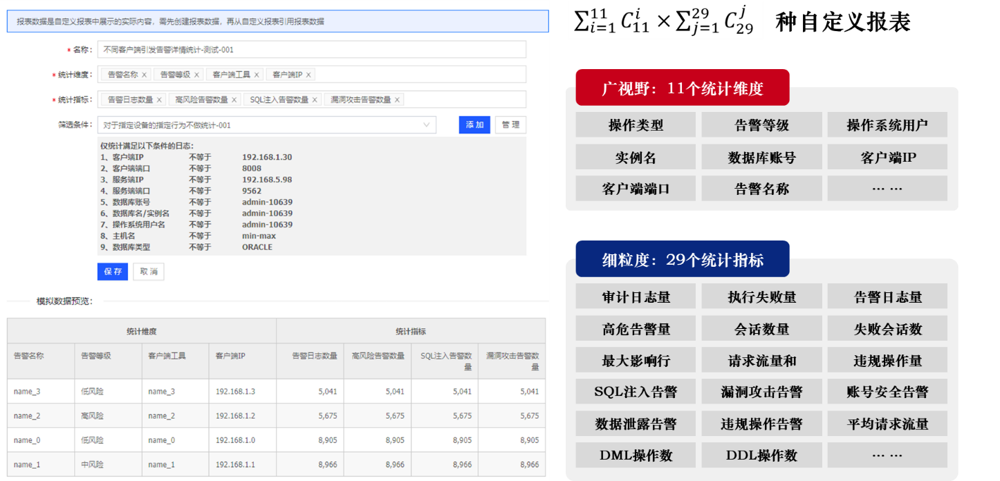 报表数据是自定义报表中展示的实际内容，需先创建报表数据，再从自定义报表引用报表数据
* 名称： 不同客户端引发告警详情统计-测试-001
* 统计维度： 告警名称 X 告警等级 X 客户端工具 X 客户端IP X
* 统计指标： 告警日志数量 X 高风险告警数量 X SQL注入告警数量 X 漏洞攻击告警数量 X
筛选条件： 对于指定设备的指定行为不做统计-001 添加 管理
仅统计满足以下条件的日志：
1、客户端IP 不等于 192.168.1.30
2、客户端端口 不等于 8008
3、服务端IP 不等于 192.168.5.98
4、服务端端口 不等于 9562
5、数据库账号 不等于 admin-10639
6、数据库名/实例名 不等于 admin-10639
7、操作系统用户名 不等于 admin-10639
8、主机名 不等于 min-max
9、数据库类型 不等于 ORACLE
保存 取消
模拟数据预览：
统计维度 统计指标
告警名称 告警等级 客户端工具 客户端IP 告警日志数量 高风险告警数量 SQL注入告警数量 漏洞攻击告警数量
name_3 低风险 name_3 192.168.1.3 5,041 5,041 5,041 5,041
name_2 高风险 name_2 192.168.1.2 5,675 5,675 5,675 5,675
name_0 低风险 name_0 192.168.1.0 8,905 8,905 8,905 8,905
name_1 中风险 name_1 192.168.1.1 8,966 8,966 8,966 8,966
∑_{i=1}^{11} C_{11}^{i} × ∑_{j=1}^{29} C_{29}^{j} 种自定义报表
广视野：11个统计维度
操作类型 告警等级 操作系统用户
实例名 数据库账号 客户端IP
客户端端口 告警名称 … …
细粒度：29个统计指标
审计日志量 执行失败量 告警日志量
高危告警量 会话数量 失败会话数
最大影响行 请求流量和 违规操作量
SQL注入告警 漏洞攻击告警 账号安全告警
数据泄露告警 违规操作告警 平均请求流量
DML操作数 DDL操作数 … …